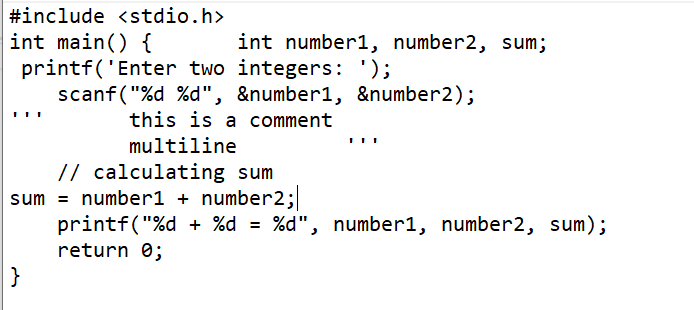 #include <stdio.h>
int main() {       int number1, number2, sum;
 printf('Enter two integers: ');
    scanf("%d %d", &number1, &number2);
'''       this is a comment
          multiline         '''
    // calculating sum
sum = number1 + number2;
    printf("%d + %d = %d", number1, number2, sum);
    return 0;
}